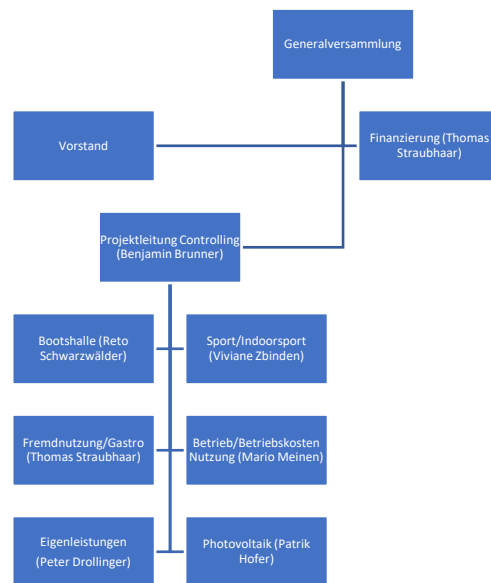 Generalversammlung
Vorstand
Finanzierung (Thomas
Straubhaar)
Projektleitung Controlling
(Benjamin Brunner)
Bootshalle (Reto
Schwarzwälder)
Sport/Indoorsport
(Viviane Zbinden)
Fremdnutzung/Gastro
(Thomas Straubhaar)
Betrieb/Betriebskosten
Nutzung (Mario Meinen)
Eigenleistungen
(Peter Drollinger)
Photovoltaik (Patrik
Hofer)